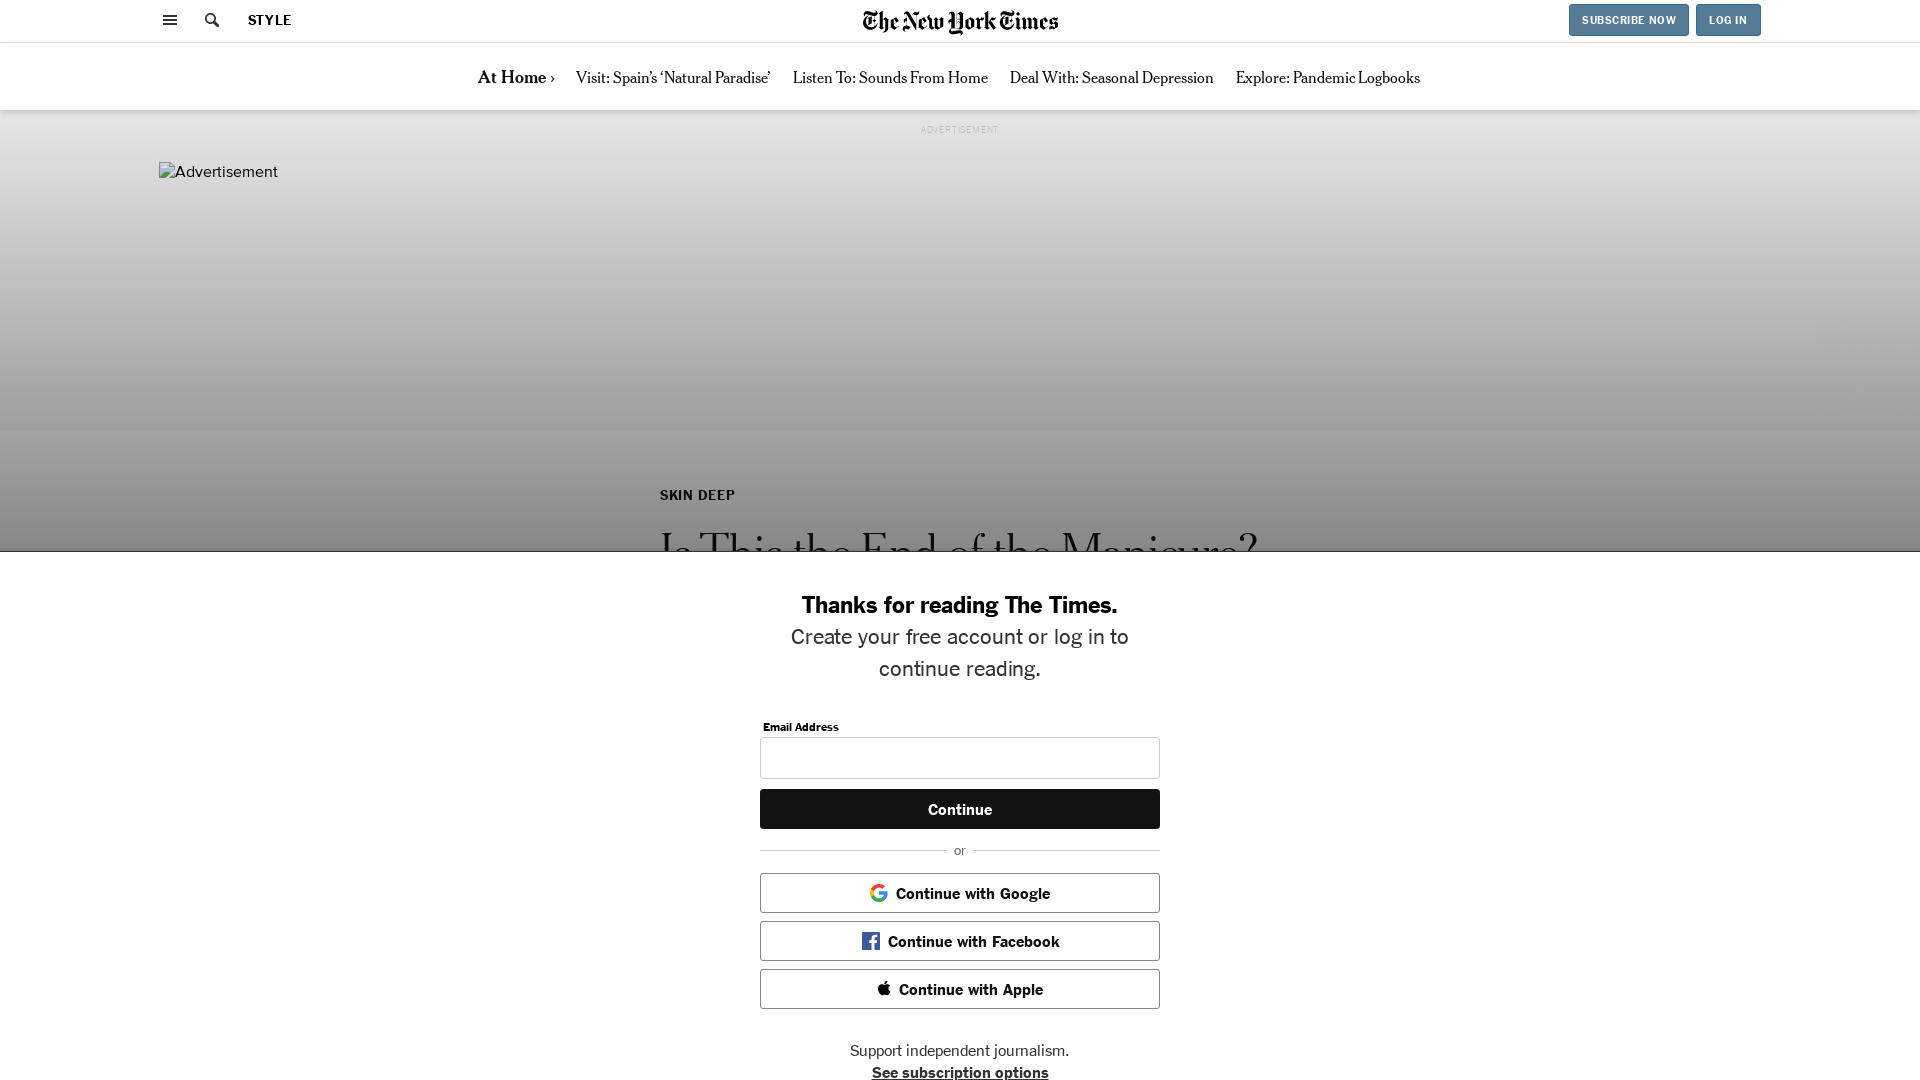 STYLE
The New York Times
SUBSCRIBE NOW
LOG IN
At Home ›
Visit: Spain’s ‘Natural Paradise’
Listen To: Sounds From Home
Deal With: Seasonal Depression
Explore: Pandemic Logbooks
ADVERTISEMENT
Advertisement
SKIN DEEP
Is This the End of the Manicure?
Thanks for reading The Times.
Create your free account or log in to
continue reading.
Email Address
Continue
or
Continue with Google
Continue with Facebook
Continue with Apple
Support independent journalism.
See subscription options